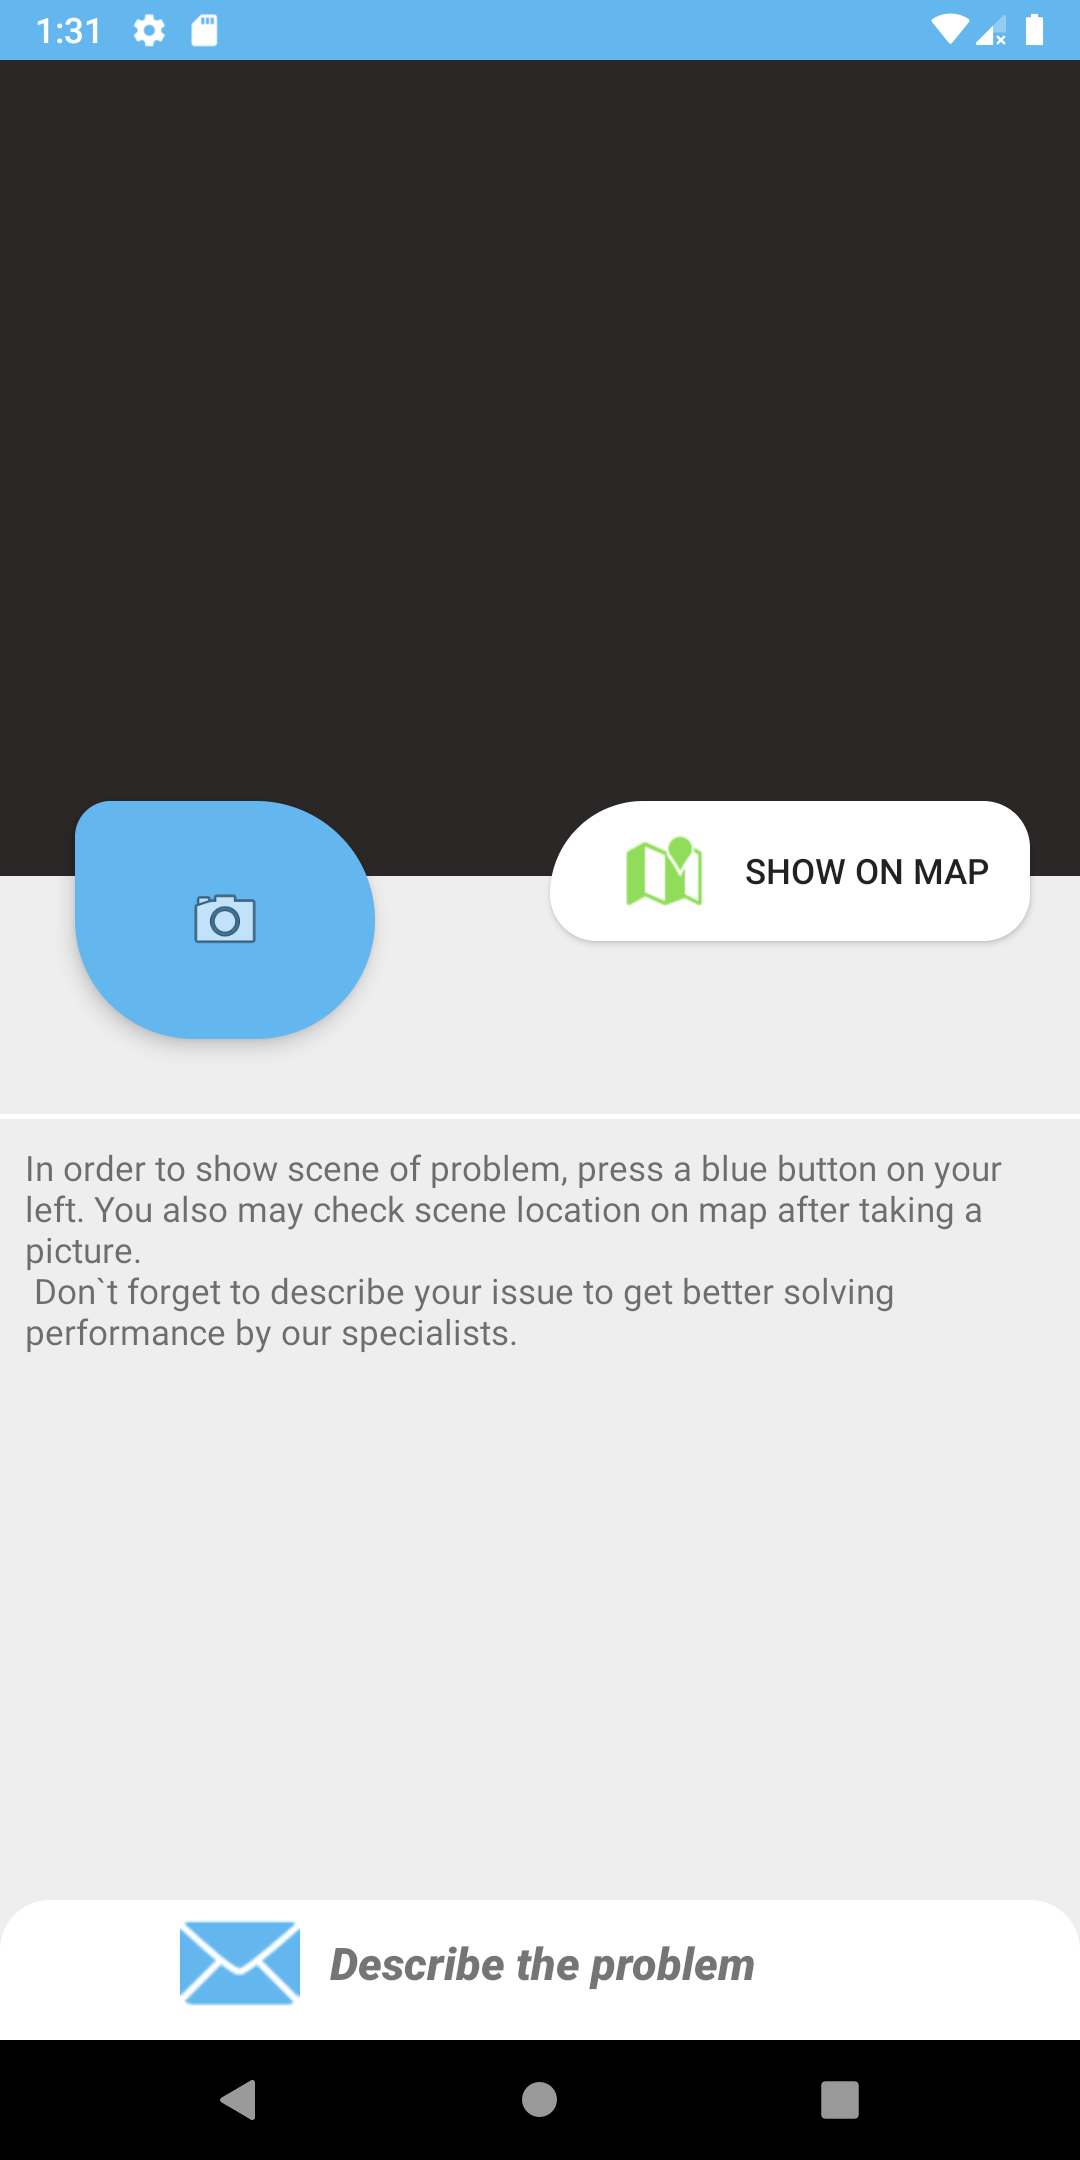 1:31
SHOW ON MAP
In order to show scene of problem, press a blue button on your
left. You also may check scene location on map after taking a
picture.
Don`t forget to describe your issue to get better solving
performance by our specialists.
Describe the problem